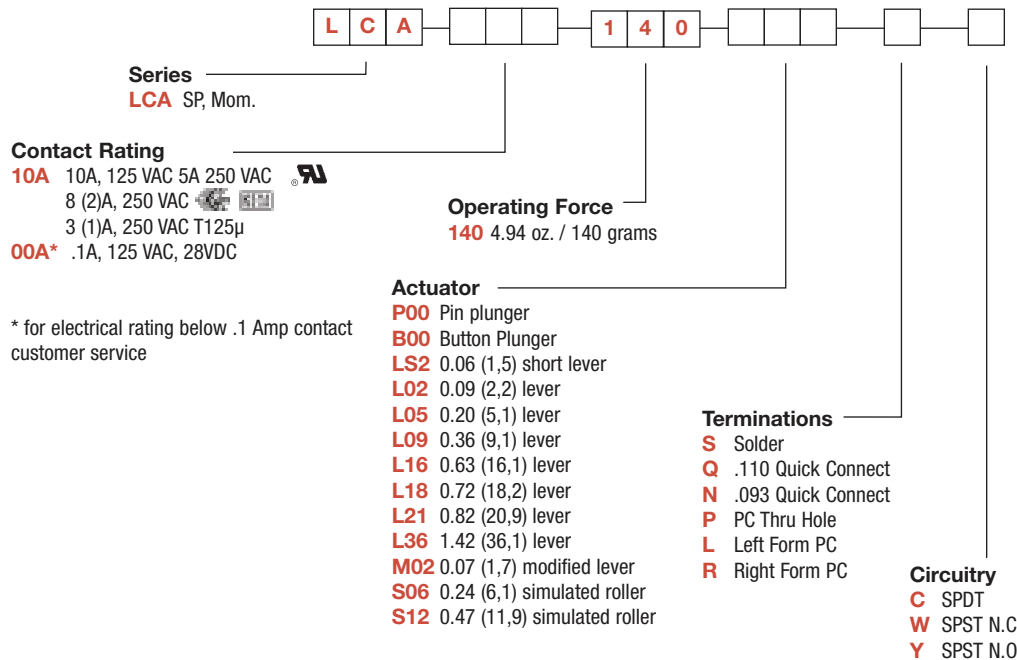 L C A 1 4 0
Series
LCA SP, Mom.
Contact Rating
10A 10A, 125 VAC 5A 250 VAC
8 (2)A, 250 VAC
3 (1)A, 250 VAC T125µ
00A* .1A, 125 VAC, 28VDC
* for electrical rating below .1 Amp contact
customer service
Operating Force
140 4.94 oz. / 140 grams
Actuator
P00 Pin plunger
B00 Button Plunger
LS2 0.06 (1,5) short lever
L02 0.09 (2,2) lever
L05 0.20 (5,1) lever
L09 0.36 (9,1) lever
L16 0.63 (16,1) lever
L18 0.72 (18,2) lever
L21 0.82 (20,9) lever
L36 1.42 (36,1) lever
M02 0.07 (1,7) modified lever
S06 0.24 (6,1) simulated roller
S12 0.47 (11,9) simulated roller
Terminations
S Solder
Q .110 Quick Connect
N .093 Quick Connect
P PC Thru Hole
L Left Form PC
R Right Form PC
Circuitry
C SPDT
W SPST N.C
Y SPST N.O